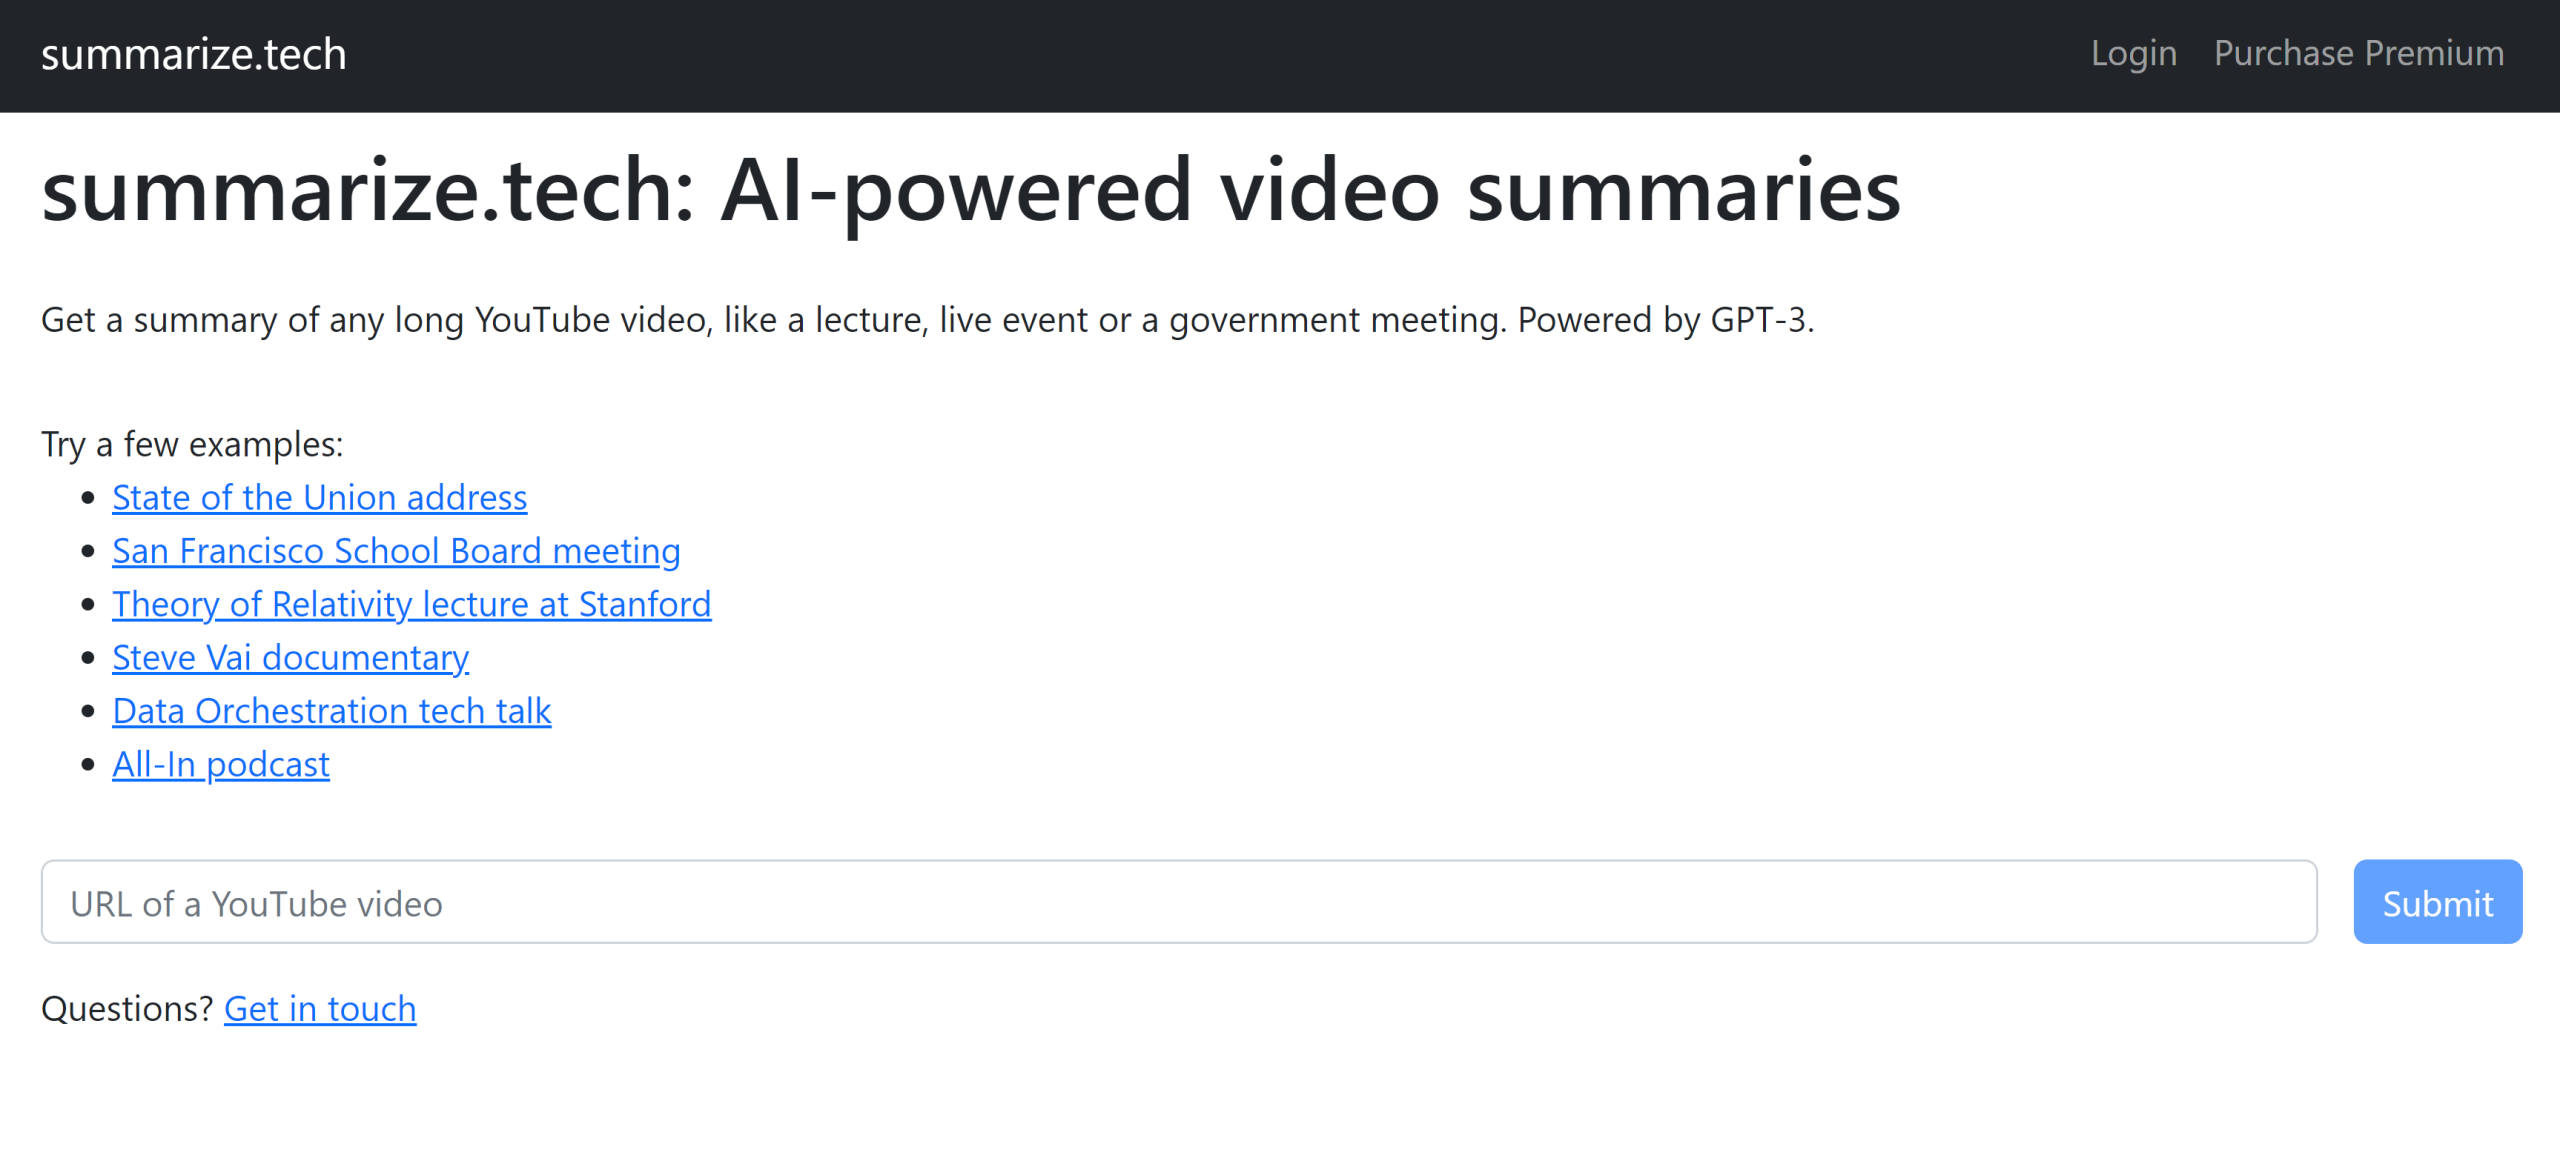 summarize.tech
Login
Purchase Premium
summarize.tech: AI-powered video summaries
Get a summary of any long YouTube video, like a lecture, live event or a government meeting. Powered by GPT-3.
Try a few examples:
State of the Union address
San Francisco School Board meeting
Theory of Relativity lecture at Stanford
Steve Vai documentary
Data Orchestration tech talk
All-In podcast
URL of a YouTube video
Submit
Questions? Get in touch